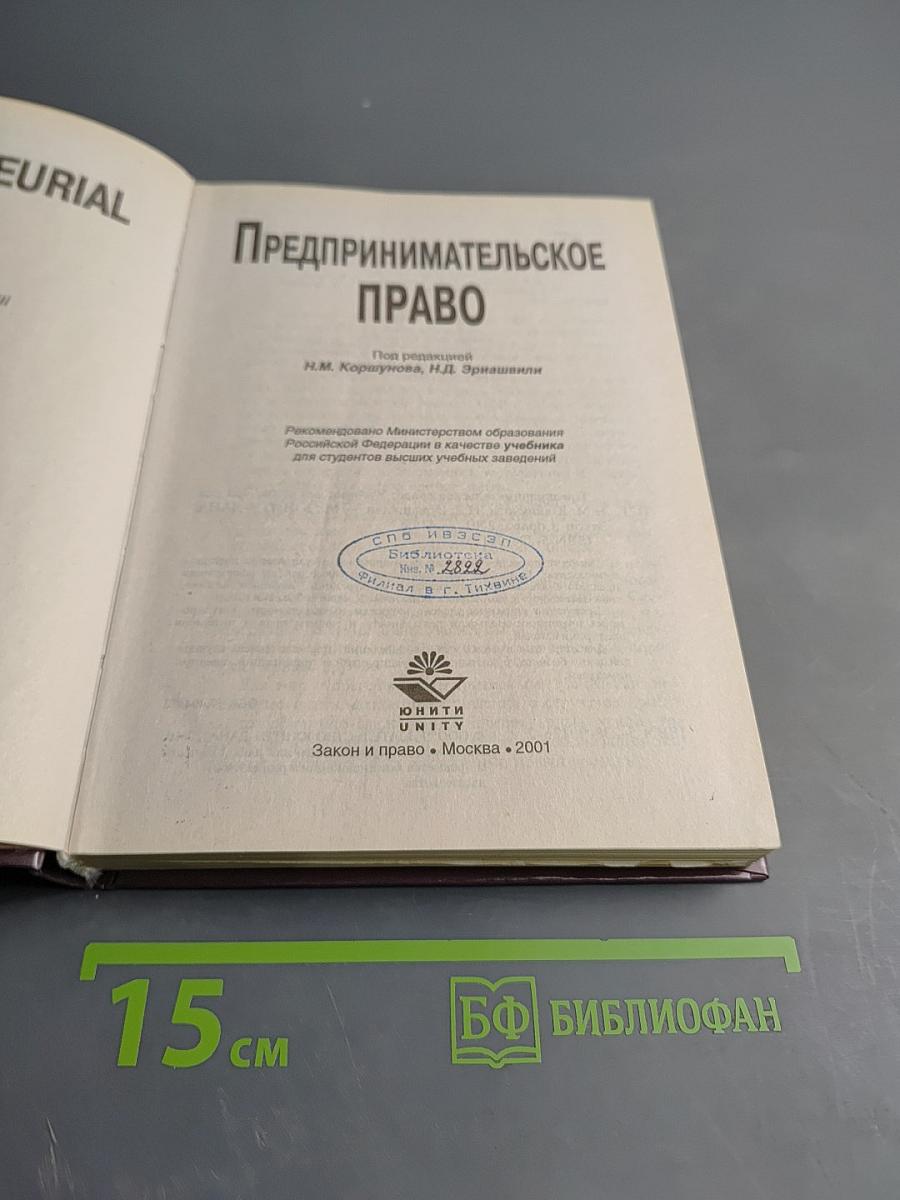 EURIAL
ПРЕДПРИНИМАТЕЛЬСКОЕ
ПРАВО
Под редакцией
Н.М. Коршунова, Н.Д. Эриашвили
Рекомендовано Министерством образования
Российской Федерации в качестве учебника
для студентов высших учебных заведений
СПб ИВЭСЭП
Библиотека
Инв. № 2822
Филиал в г. Тихвине
ЮНИТИ
UNITY
Закон и право • Москва • 2001
15 см
БФ БИБЛИОФАН